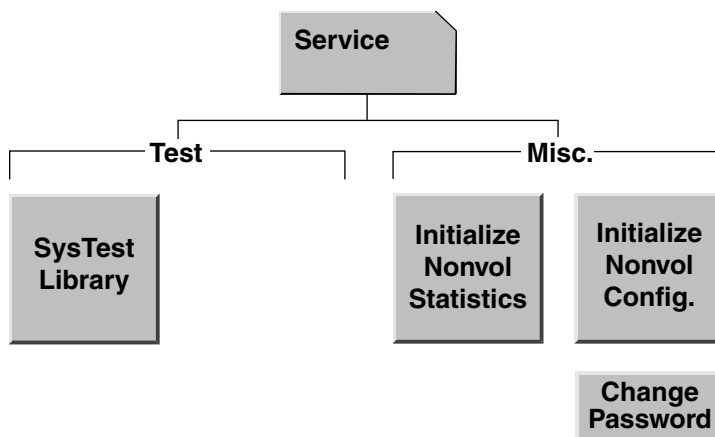 Service
Test
Misc.
SysTest
Library
Initialize
Nonvol
Statistics
Initialize
Nonvol
Config.
Change
Password